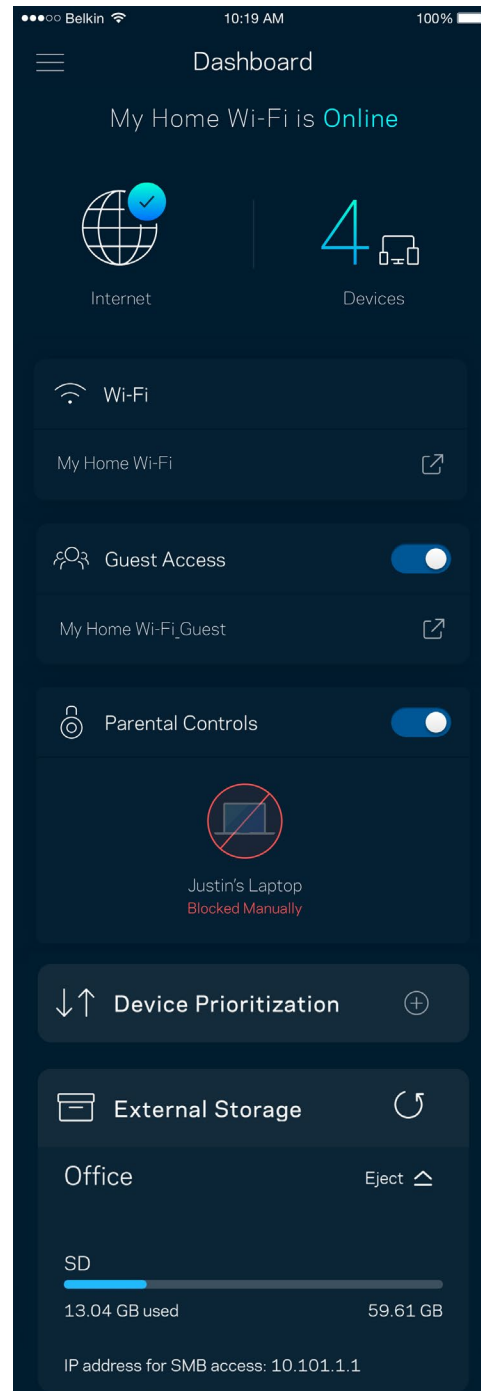 Belkin 10:19 AM 100%
Dashboard
My Home Wi-Fi is Online
4
Internet Devices
Wi-Fi
My Home Wi-Fi
Guest Access
My Home Wi-Fi_Guest
Parental Controls
Justin's Laptop
Blocked Manually
Device Prioritization
External Storage
Office Eject
SD
13.04 GB used 59.61 GB
IP address for SMB access: 10.101.1.1